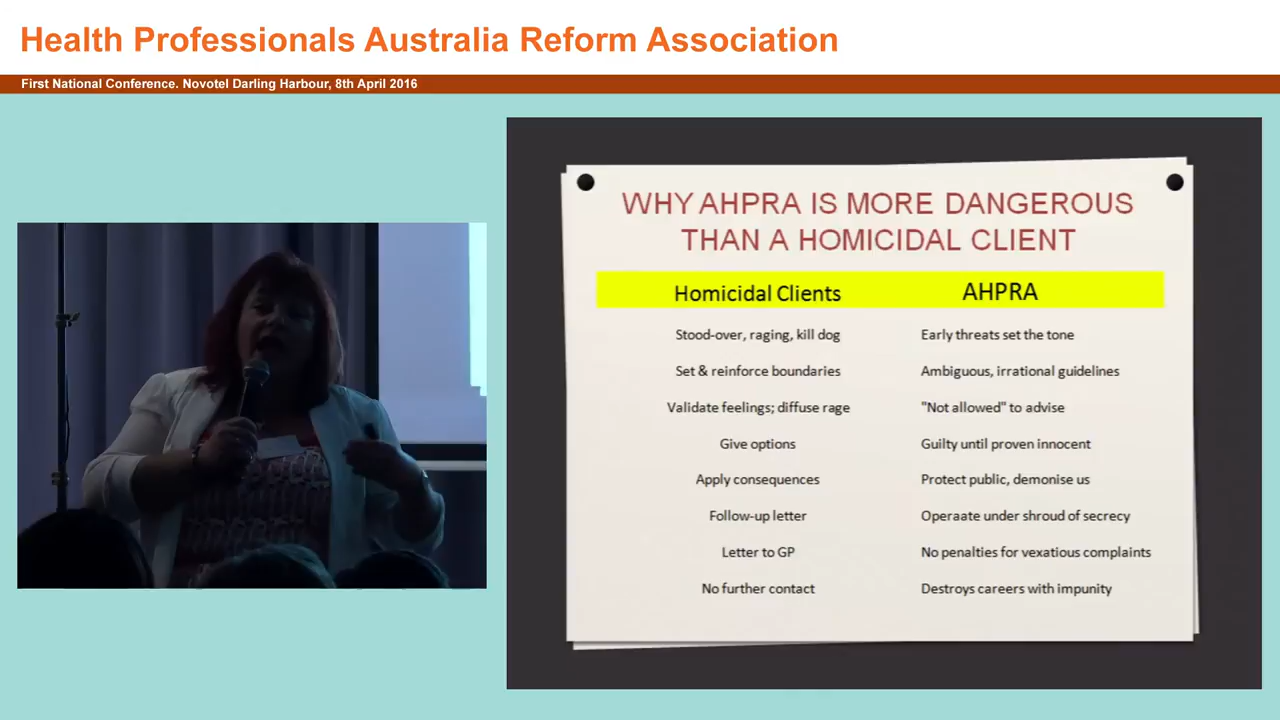 Health Professionals Australia Reform Association
First National Conference. Novotel Darling Harbour, 8th April 2016
WHY AHPRA IS MORE DANGEROUS
THAN A HOMICIDAL CLIENT
Homicidal Clients AHPRA
Stood-over, raging, kill dog Early threats set the tone
Set & reinforce boundaries Ambiguous, irrational guidelines
Validate feelings; diffuse rage "Not allowed" to advise
Give options Guilty until proven innocent
Apply consequences Protect public, demonise us
Follow-up letter Operaate under shroud of secrecy
Letter to GP No penalties for vexatious complaints
No further contact Destroys careers with impunity